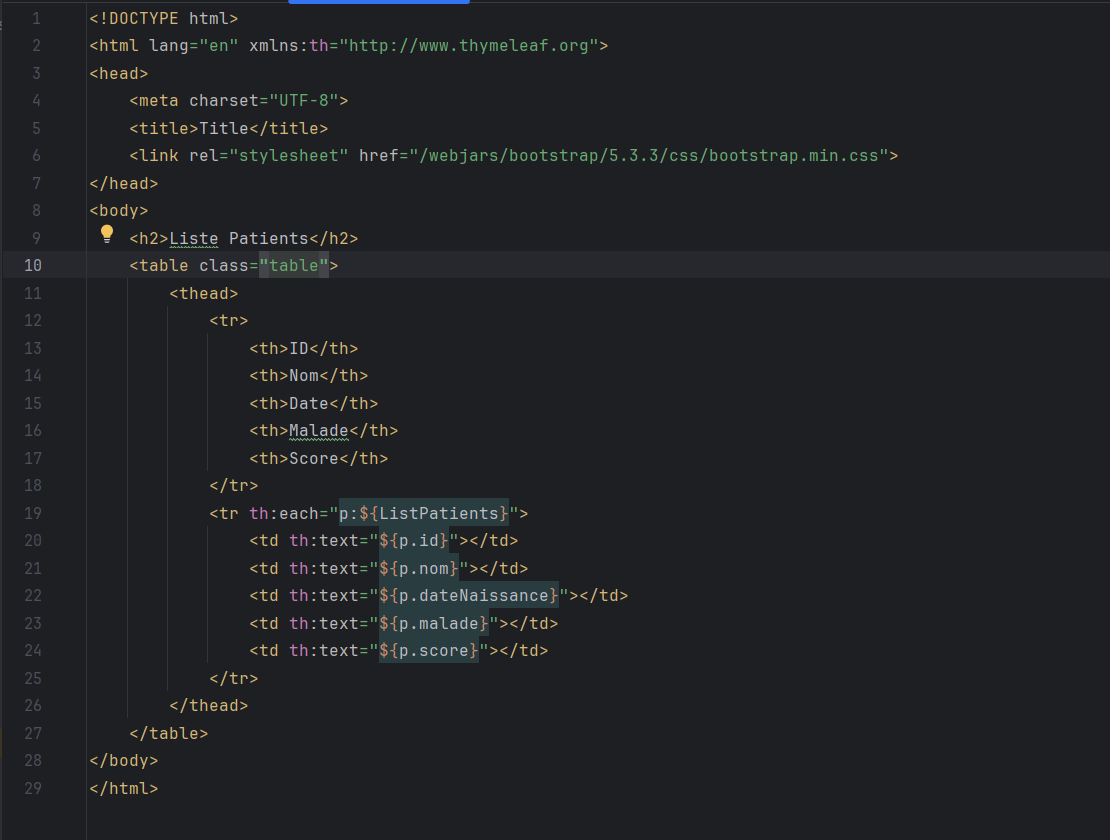 1 <!DOCTYPE html>
2 <html lang="en" xmlns:th="http://www.thymeleaf.org">
3 <head>
4     <meta charset="UTF-8">
5     <title>Title</title>
6     <link rel="stylesheet" href="/webjars/bootstrap/5.3.3/css/bootstrap.min.css">
7 </head>
8 <body>
9     <h2>Liste Patients</h2>
10     <table class="table">
11         <thead>
12             <tr>
13                 <th>ID</th>
14                 <th>Nom</th>
15                 <th>Date</th>
16                 <th>Malade</th>
17                 <th>Score</th>
18             </tr>
19             <tr th:each="p:${ListPatients}">
20                 <td th:text="${p.id}"></td>
21                 <td th:text="${p.nom}"></td>
22                 <td th:text="${p.dateNaissance}"></td>
23                 <td th:text="${p.malade}"></td>
24                 <td th:text="${p.score}"></td>
25             </tr>
26         </thead>
27     </table>
28 </body>
29 </html>